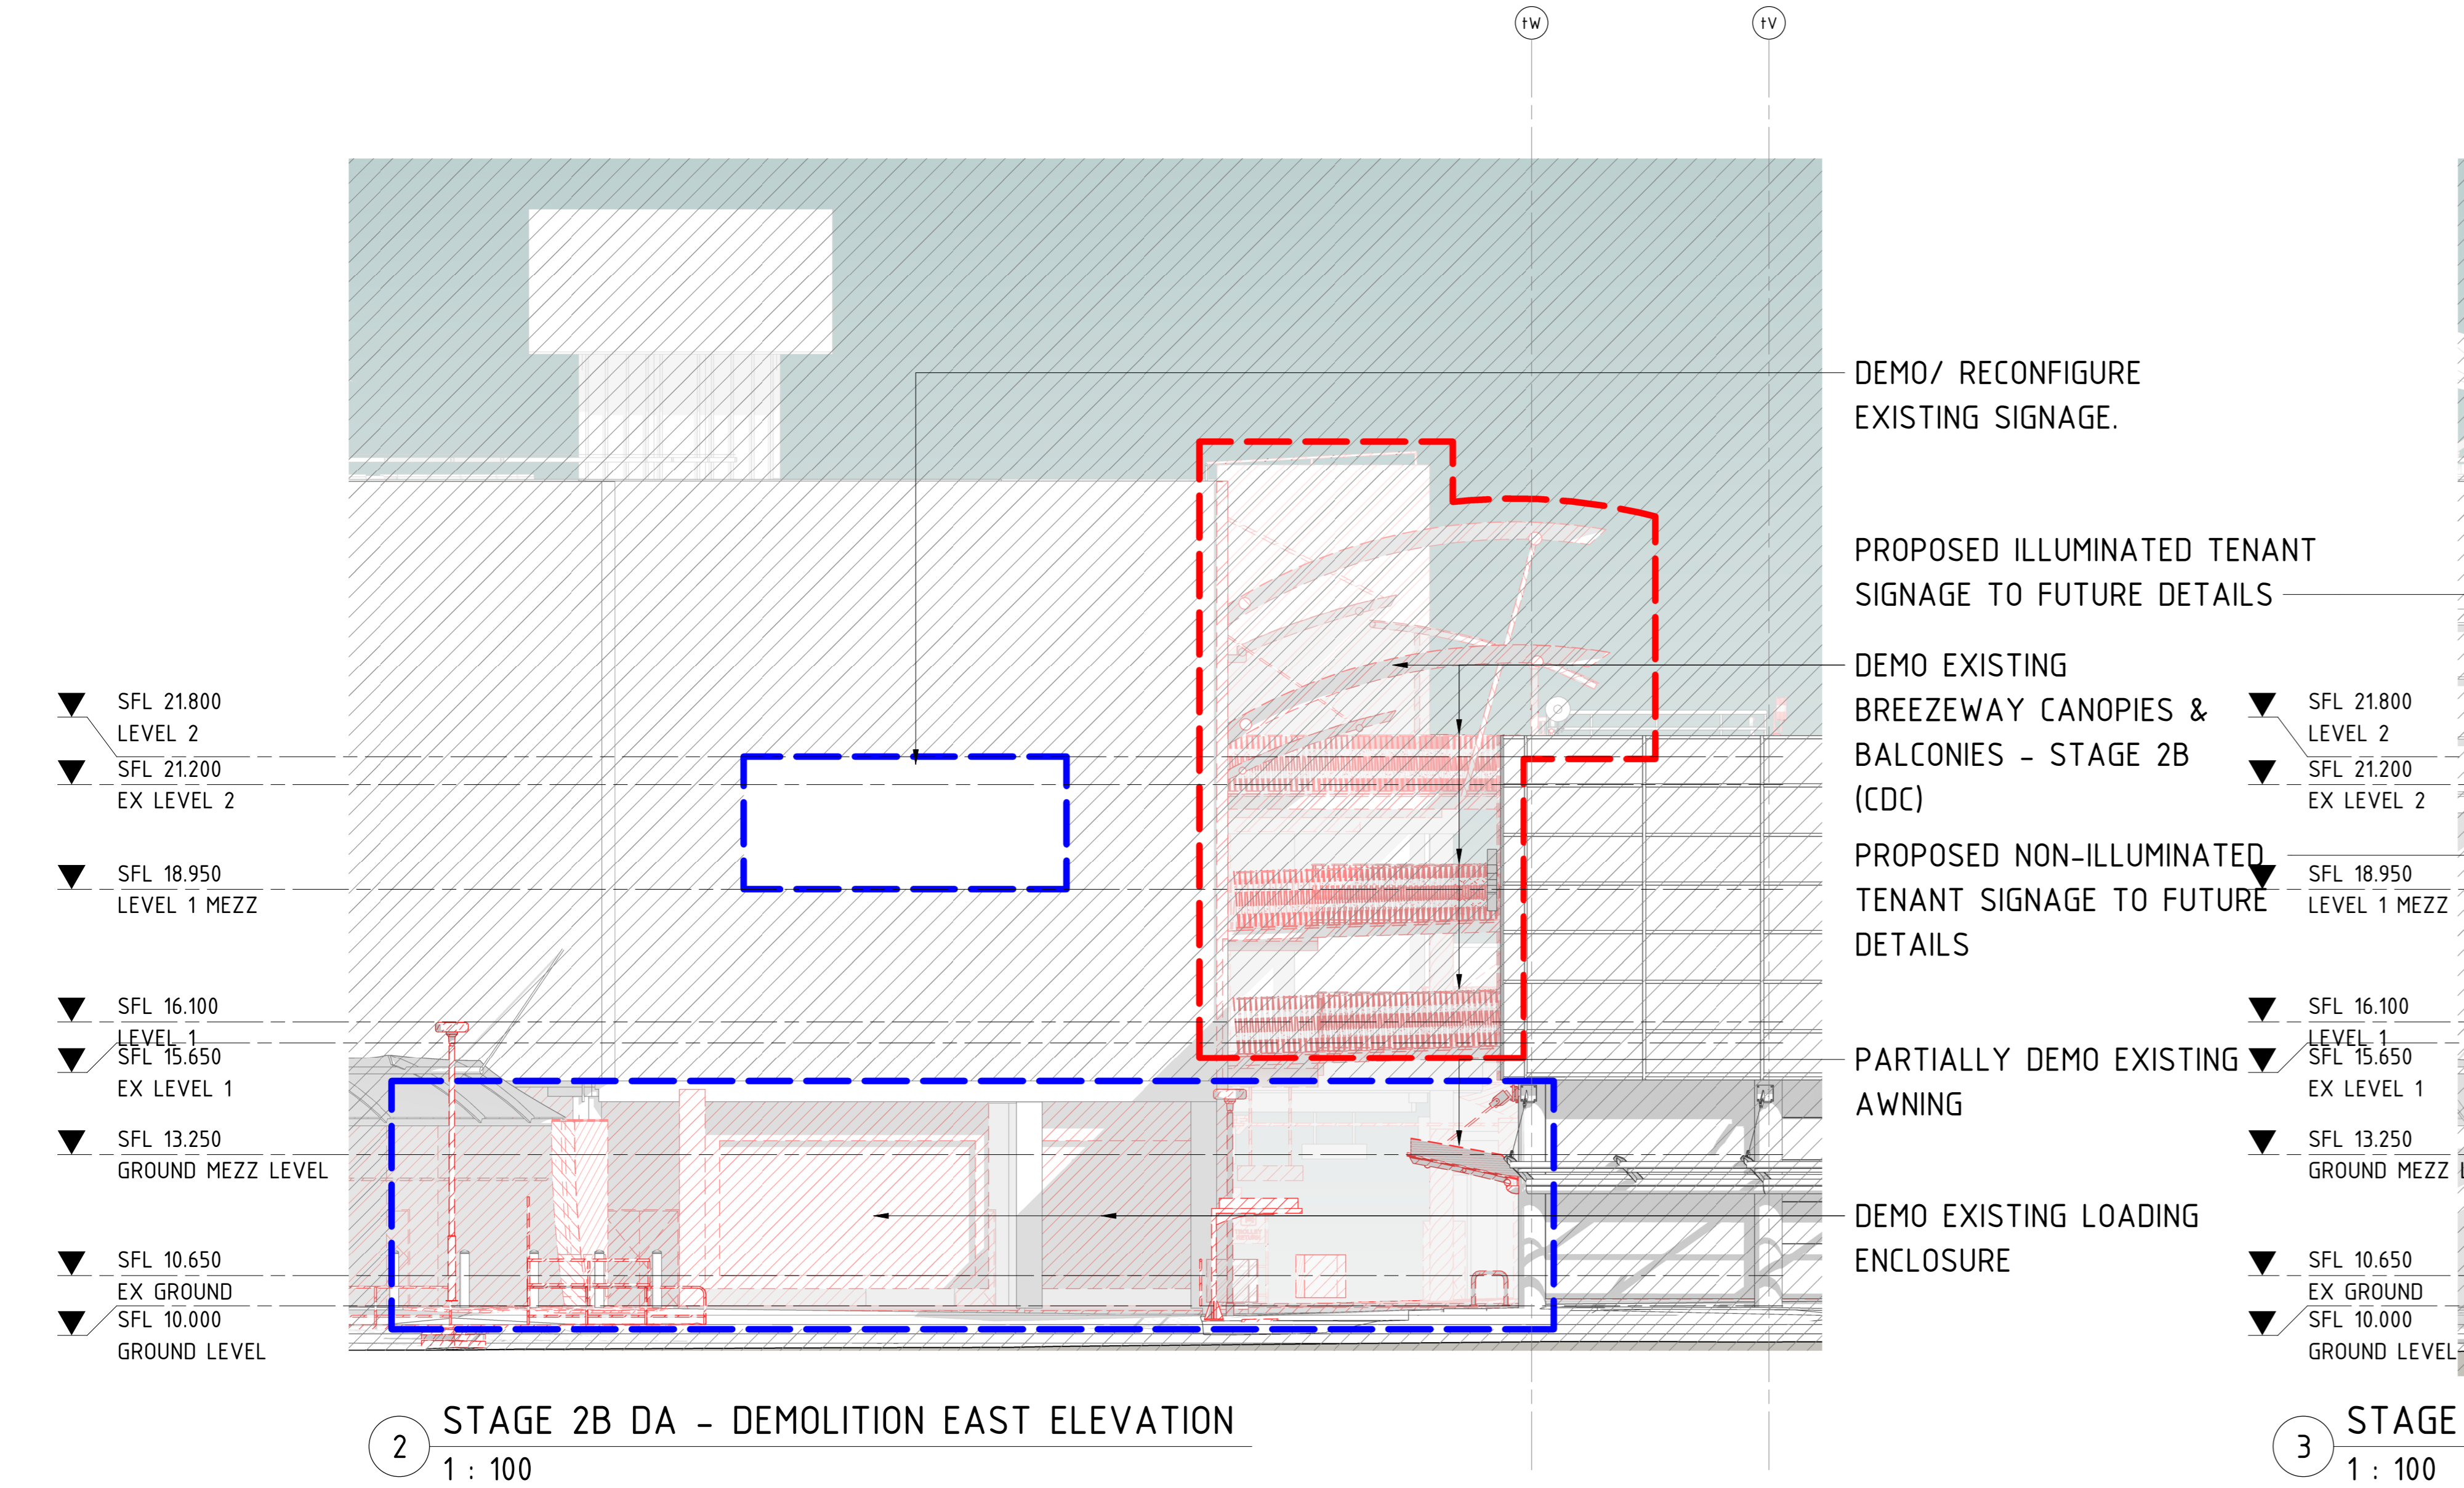 tW
tV
DEMO/ RECONFIGURE
EXISTING SIGNAGE.
PROPOSED ILLUMINATED TENANT
SIGNAGE TO FUTURE DETAILS
DEMO EXISTING
BREEZEWAY CANOPIES &
BALCONIES - STAGE 2B
(CDC)
PROPOSED NON-ILLUMINATED
TENANT SIGNAGE TO FUTURE
DETAILS
PARTIALLY DEMO EXISTING
AWNING
DEMO EXISTING LOADING
ENCLOSURE
SFL 21.800
LEVEL 2
SFL 21.200
EX LEVEL 2
SFL 18.950
LEVEL 1 MEZZ
SFL 16.100
LEVEL 1
SFL 15.650
EX LEVEL 1
SFL 13.250
GROUND MEZZ LEVEL
SFL 10.650
EX GROUND
SFL 10.000
GROUND LEVEL
SFL 21.800
LEVEL 2
SFL 21.200
EX LEVEL 2
SFL 18.950
LEVEL 1 MEZZ
SFL 16.100
LEVEL 1
SFL 15.650
EX LEVEL 1
SFL 13.250
GROUND MEZZ
SFL 10.650
EX GROUND
SFL 10.000
GROUND LEVEL
2
STAGE 2B DA - DEMOLITION EAST ELEVATION
1 : 100
3
STAGE
1 : 100